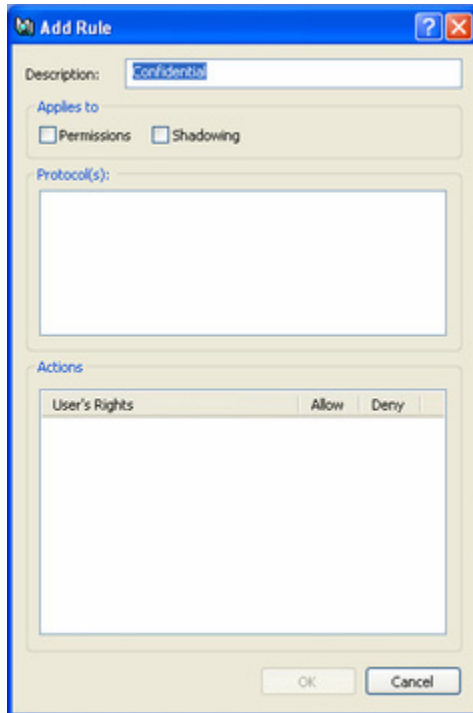 Add Rule
Description: Confidential
Applies to
Permissions Shadowing
Protocol(s):
Actions
User's Rights Allow Deny
OK Cancel